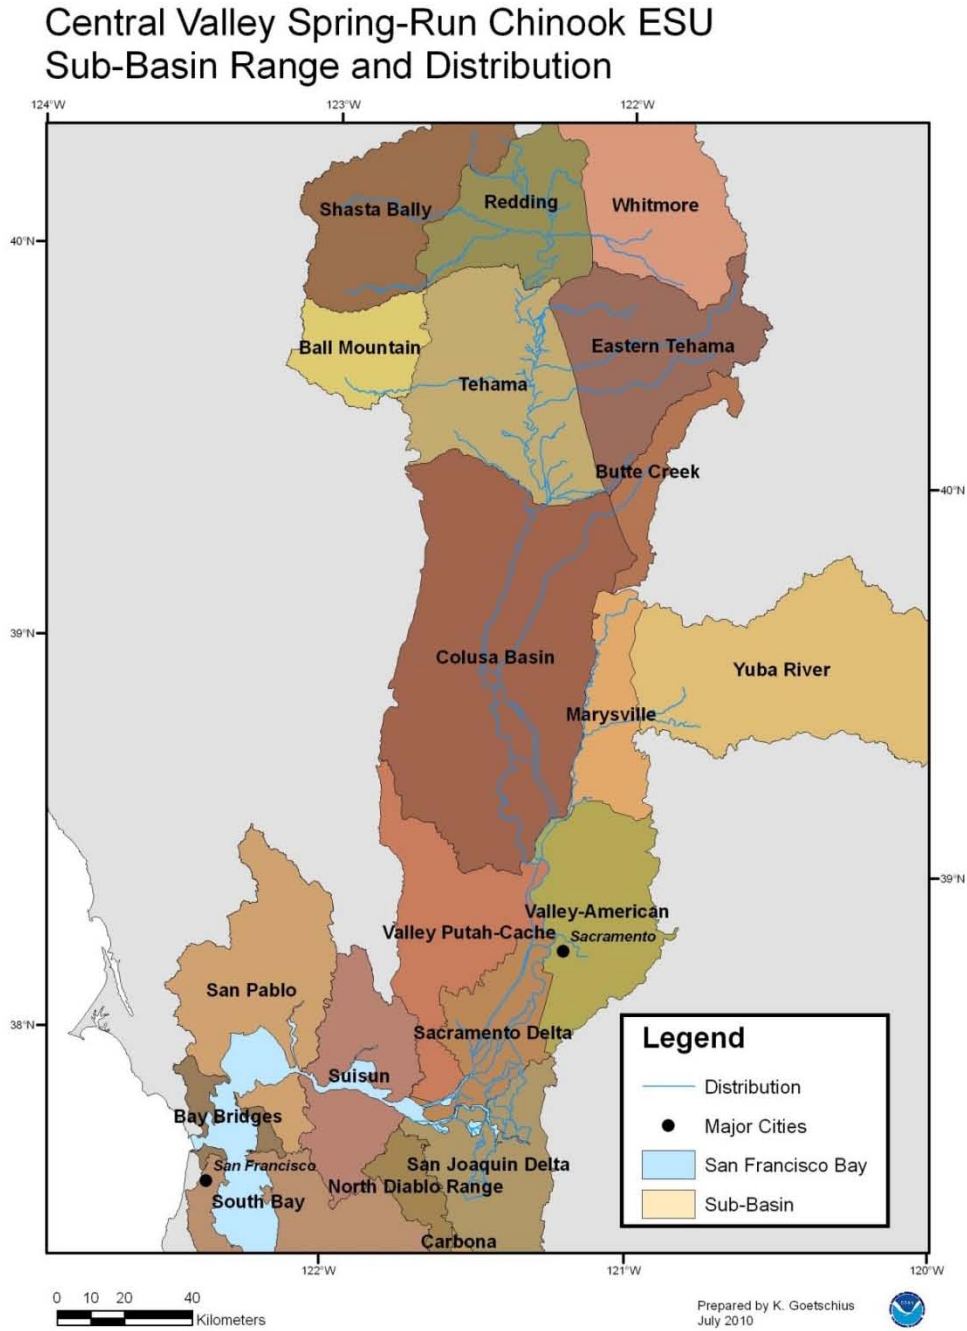 Central Valley Spring-Run Chinook ESU
Sub-Basin Range and Distribution
124°W
123°W
122°W
Shasta Bally
Redding
Whitmore
40°N
Ball Mountain
Eastern Tehama
Tehama
Butte Creek
40°N
39°N
Colusa Basin
Yuba River
Marysville
39°N
Valley-American
Valley Putah-Cache
Sacramento
San Pablo
38°N
Sacramento Delta
Suisun
Bay Bridges
San Francisco
San Joaquin Delta
North Diablo Range
South Bay
Carbona
Legend
Distribution
Major Cities
San Francisco Bay
Sub-Basin
122°W
121°W
120°W
0 10 20 40
Kilometers
Prepared by K. Goetschius
July 2010